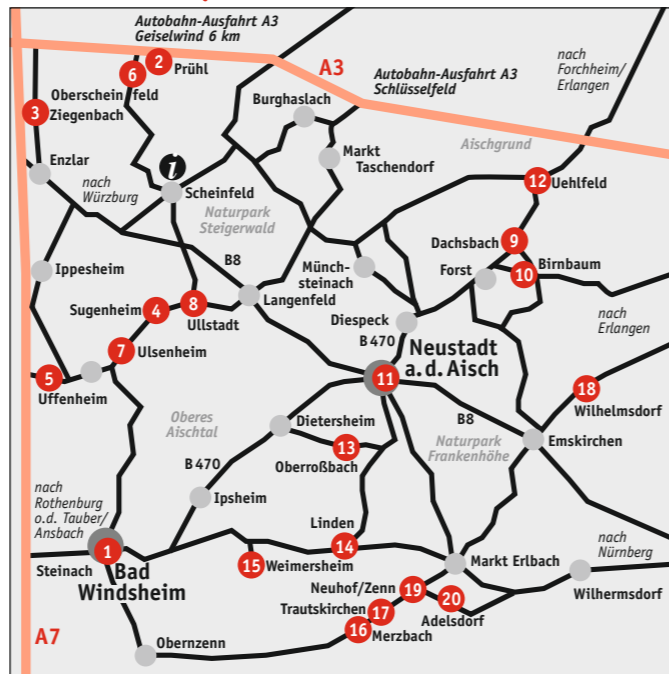 Autobahn-Ausfahrt A3
Geiselwind 6 km
6
2
Prühl
A3
Autobahn-Ausfahrt A3
Schlüsselfeld
nach
Forchheim/
Erlangen
Oberscheinfeld
3
Ziegenbach
Burghaslach
Markt
Taschendorf
Aischgrund
Enzlar
i
nach
Würzburg
Scheinfeld
12
Uehlfeld
Naturpark
Steigerwald
Dachsbach
9
Ippesheim
B8
Münch-
steinach
Forst
10
Birnbaum
Sugenheim
4
8
Ullstadt
Langenfeld
Diespeck
nach
Erlangen
7
Ulsenheim
B 470
Neustadt
a.d. Aisch
11
5
Uffenheim
18
Wilhelmsdorf
Oberes
Aischtal
Dietersheim
B8
Naturpark
Frankenhöhe
Emskirchen
13
Oberroßbach
B 470
nach
Rothenburg
o.d. Tauber/
Ansbach
Ipsheim
Linden
14
nach
Nürnberg
1
Steinach
Bad
Windsheim
15
Weimersheim
Markt Erlbach
Wilhermsdorf
Neuhof/Zenn
19
20
Adelsdorf
Trautskirchen
17
16
Merzbach
A7
Obernzenn